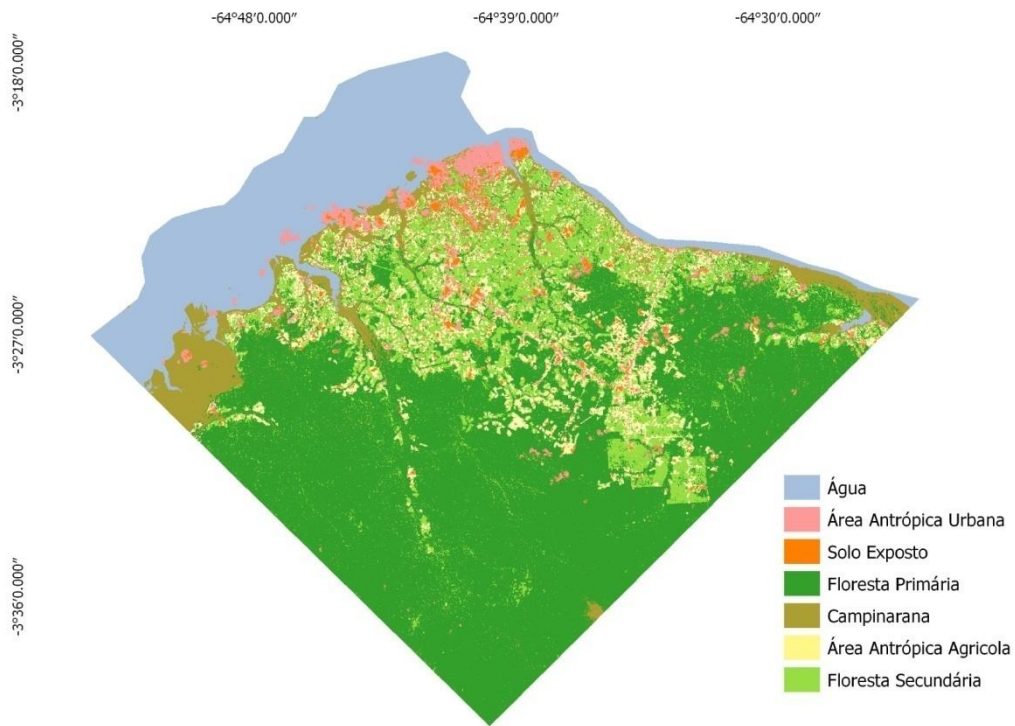 -64°48′0.000″
-64°39′0.000″
-64°30′0.000″
-3°18′0.000″
-3°27′0.000″
-3°36′0.000″
Água
Área Antrópica Urbana
Solo Exposto
Floresta Primária
Campinarana
Área Antrópica Agricola
Floresta Secundária